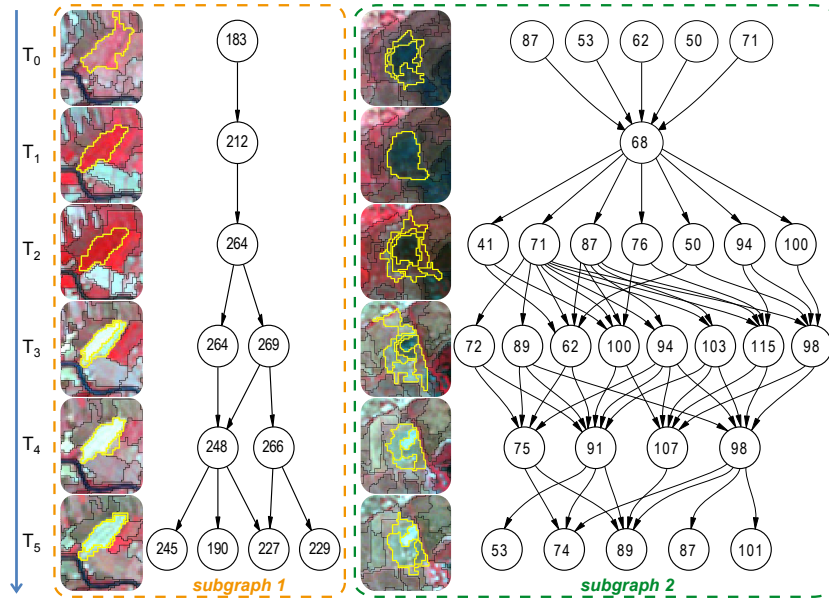 T0 183 87 53 62 50 71
T1 212 68
T2 264 41 71 87 76 50 94 100
T3 264 269 72 89 62 100 94 103 115 98
T4 248 266 75 91 107 98
T5 245 190 227 229 53 74 89 87 101
subgraph 1 subgraph 2